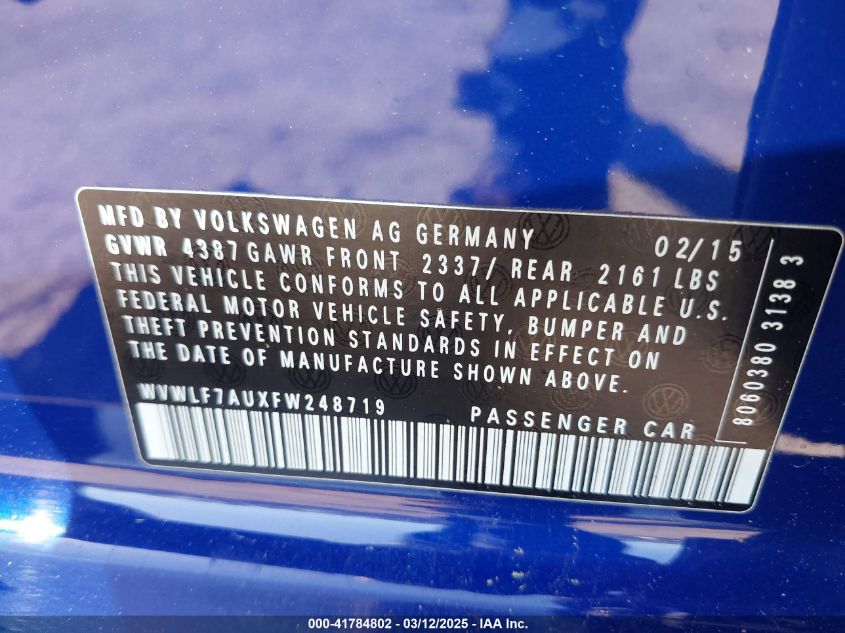 MFD BY VOLKSWAGEN AG GERMANY 02/15
GVWR 4387 GAWR FRONT 2337/ REAR 2161 LBS
THIS VEHICLE CONFORMS TO ALL APPLICABLE U.S.
FEDERAL MOTOR VEHICLE SAFETY, BUMPER AND
THEFT PREVENTION STANDARDS IN EFFECT ON
THE DATE OF MANUFACTURE SHOWN ABOVE.
WVWLF7AUXFW248719 PASSENGER CAR
8060380 3138 3
000-41784802 - 03/12/2025 - IAA Inc.